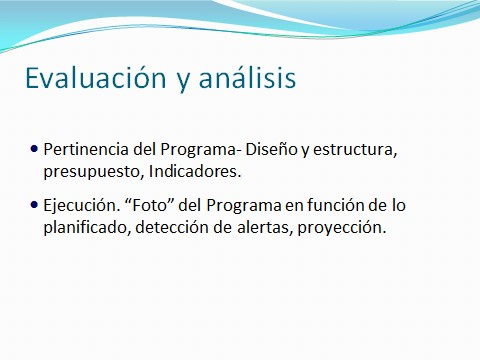 Evaluación y análisis
Pertinencia del Programa- Diseño y estructura,
presupuesto, Indicadores.
Ejecución. “Foto” del Programa en función de lo
planificado, detección de alertas, proyección.